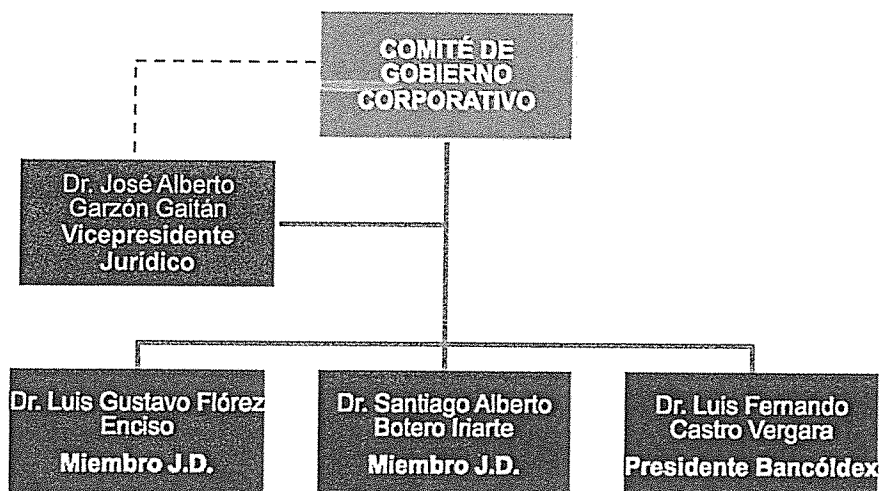 COMITÉ DE
GOBIERNO
CORPORATIVO
Dr. José Alberto
Garzón Gaitán
Vicepresidente
Jurídico
Dr. Luis Gustavo Flórez
Enciso
Miembro J.D.
Dr. Santiago Alberto
Botero Iriarte
Miembro J.D.
Dr. Luis Fernando
Castro Vergara
Presidente Bancóldex